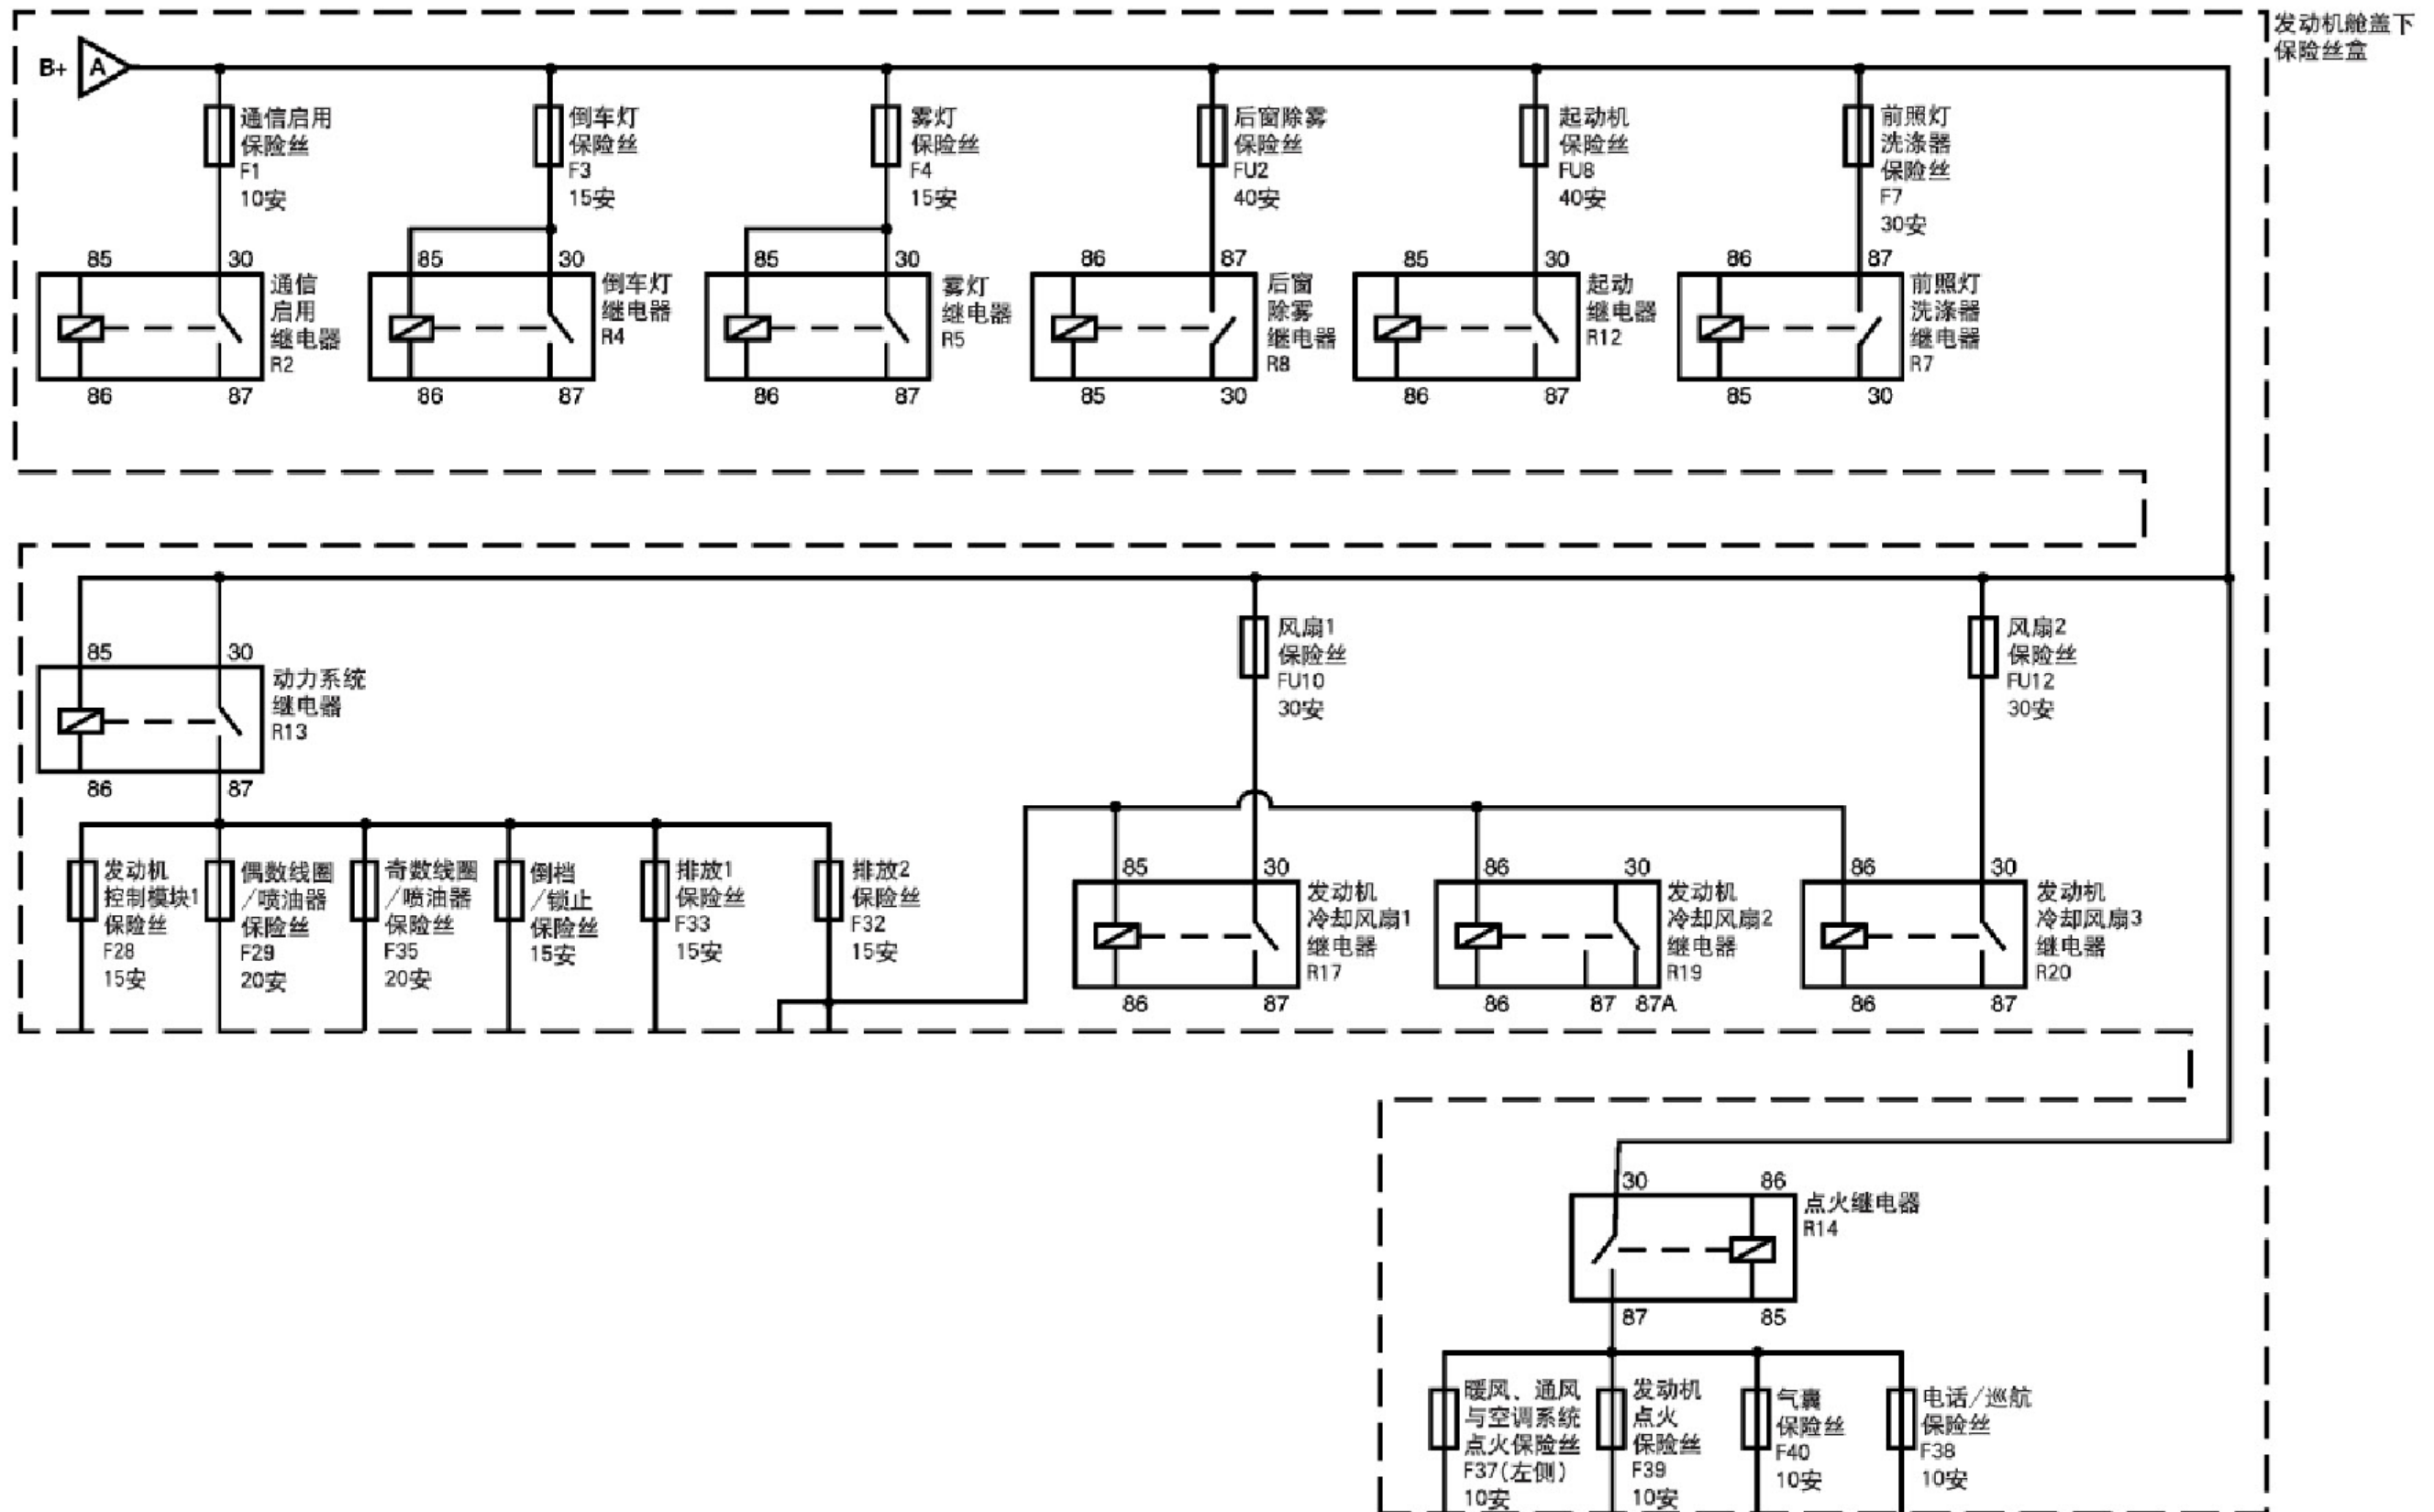 发动机舱盖下
保险丝盒
B+
A
通信启用
保险丝
F1
10安
倒车灯
保险丝
F3
15安
雾灯
保险丝
F4
15安
后窗除雾
保险丝
FU2
40安
起动机
保险丝
FU8
40安
前照灯
洗涤器
保险丝
F7
30安
85
30
通信
启用
继电器
R2
86
87
85
30
倒车灯
继电器
R4
86
87
85
30
雾灯
继电器
R5
86
87
86
87
后窗
除雾
继电器
R8
85
30
85
30
起动
继电器
R12
86
87
86
87
前照灯
洗涤器
继电器
R7
85
30
风扇1
保险丝
FU10
30安
风扇2
保险丝
FU12
30安
85
30
动力系统
继电器
R13
86
87
发动机
控制模块1
保险丝
F28
15安
偶数线圈
/喷油器
保险丝
F29
20安
奇数线圈
/喷油器
保险丝
F35
20安
倒档
/锁止
保险丝
15安
排放1
保险丝
F33
15安
排放2
保险丝
F32
15安
85
30
发动机
冷却风扇1
继电器
R17
86
87
86
30
发动机
冷却风扇2
继电器
R19
86
87
87A
86
30
发动机
冷却风扇3
继电器
R20
86
87
30
86
点火继电器
R14
87
85
暖风、通风
与空调系统
点火保险丝
F37(左侧)
10安
发动机
点火
保险丝
F39
10安
气囊
保险丝
F40
10安
电话/巡航
保险丝
F38
10安